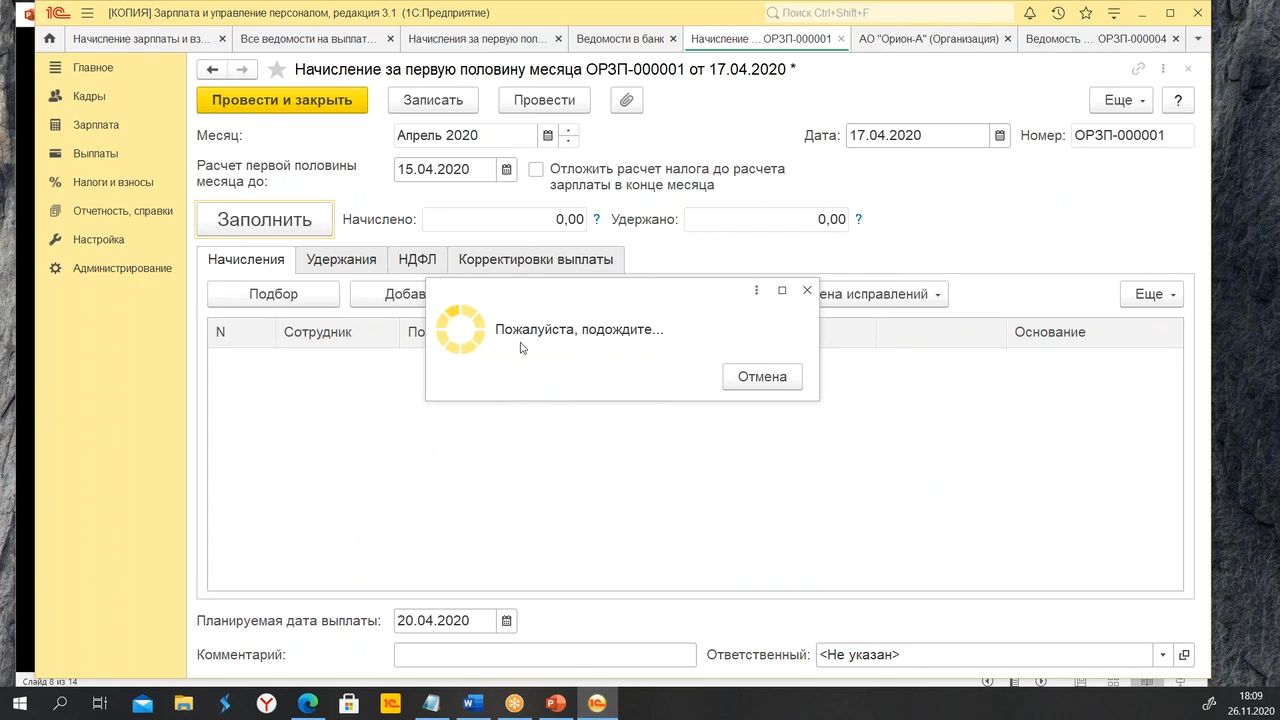 [КОПИЯ] Зарплата и управление персоналом, редакция 3.1 (1С:Предприятие)
Поиск Ctrl+Shift+F
Начисление зарплаты и вз...
Все ведомости на выплат...
Начисления за первую пол...
Ведомости в банк
Начисление ... ОРЗП-000001
АО "Орион-А" (Организация)
Ведомость ... ОРЗП-000004
Главное
Кадры
Зарплата
Выплаты
Налоги и взносы
Отчетность, справки
Настройка
Администрирование
Начисление за первую половину месяца ОРЗП-000001 от 17.04.2020 *
Провести и закрыть
Записать
Провести
Еще
?
Месяц:
Апрель 2020
Дата:
17.04.2020
Номер:
ОРЗП-000001
Расчет первой половины
месяца до:
15.04.2020
Отложить расчет налога до расчета
зарплаты в конце месяца
Заполнить
Начислено:
0,00
?
Удержано:
0,00
?
Начисления
Удержания
НДФЛ
Корректировки выплаты
Подбор
Добав
ена исправлений
Еще
N
Сотрудник
По
Основание
Пожалуйста, подождите...
Отмена
Планируемая дата выплаты:
20.04.2020
Комментарий:
Ответственный:
<Не указан>
Слайд 8 из 14
18:09
26.11.2020